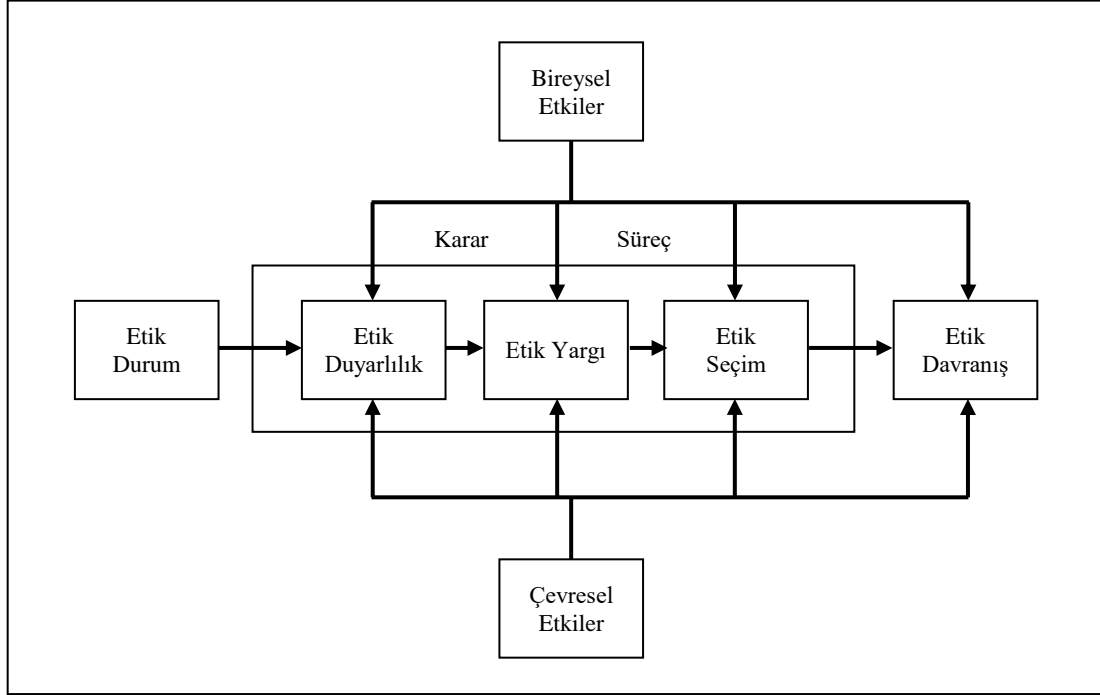 Bireysel
Etkiler
Karar
Süreç
Etik
Durum
Etik
Duyarlılık
Etik Yargı
Etik
Seçim
Etik
Davranış
Çevresel
Etkiler